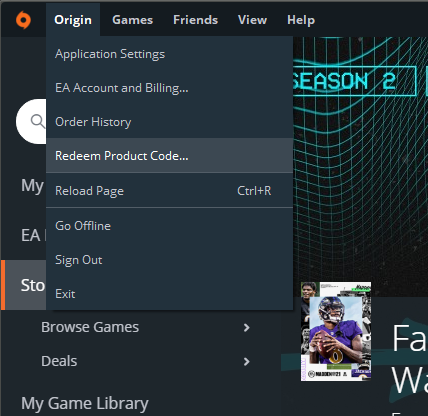 Origin Games Friends View Help
Application Settings
EA Account and Billing...
Order History
Redeem Product Code...
Reload Page Ctrl+R
Go Offline
Sign Out
Exit
SEASON 2
My
EA
Sto
Browse Games
Deals
My Game Library
MADDEN 21
Fa
Wa